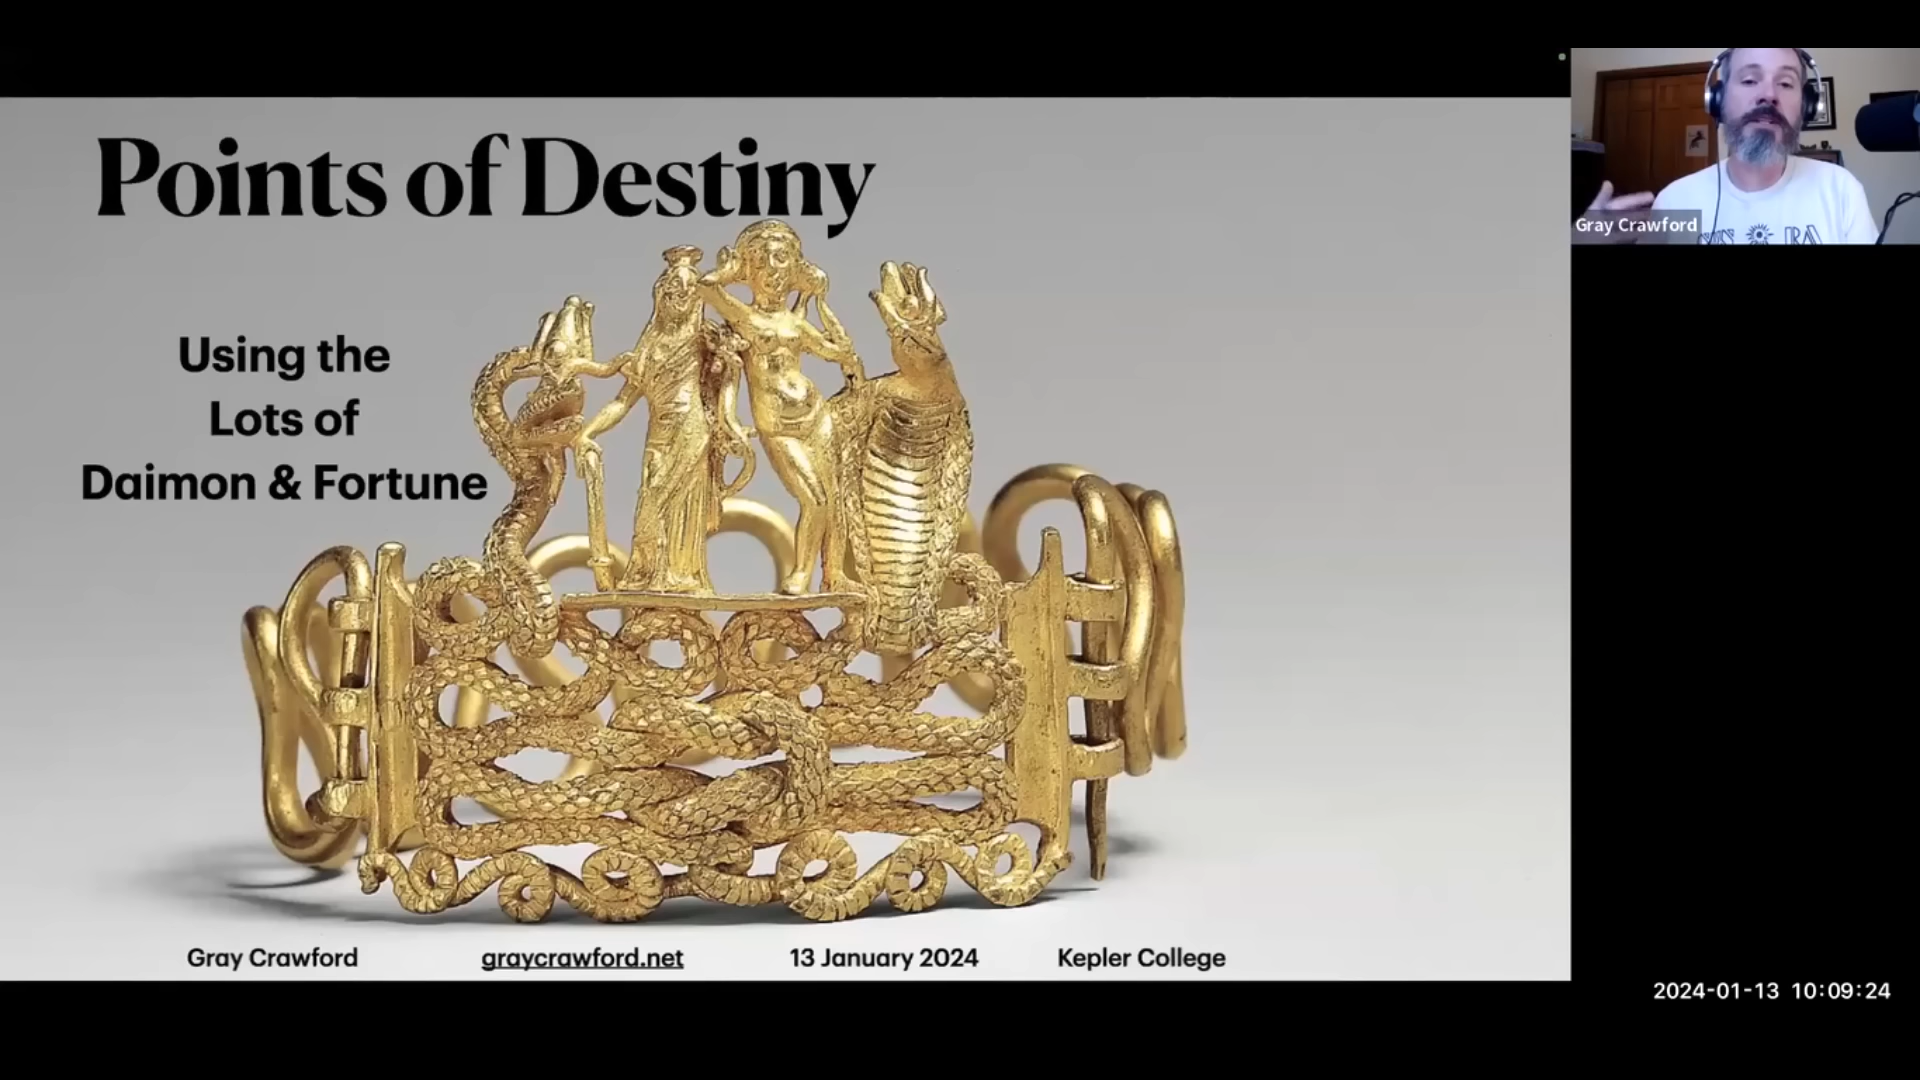 Points of Destiny
Using the
Lots of
Daimon & Fortune
Gray Crawford
Gray Crawford graycrawford.net 13 January 2024 Kepler College
2024-01-13 10:09:24